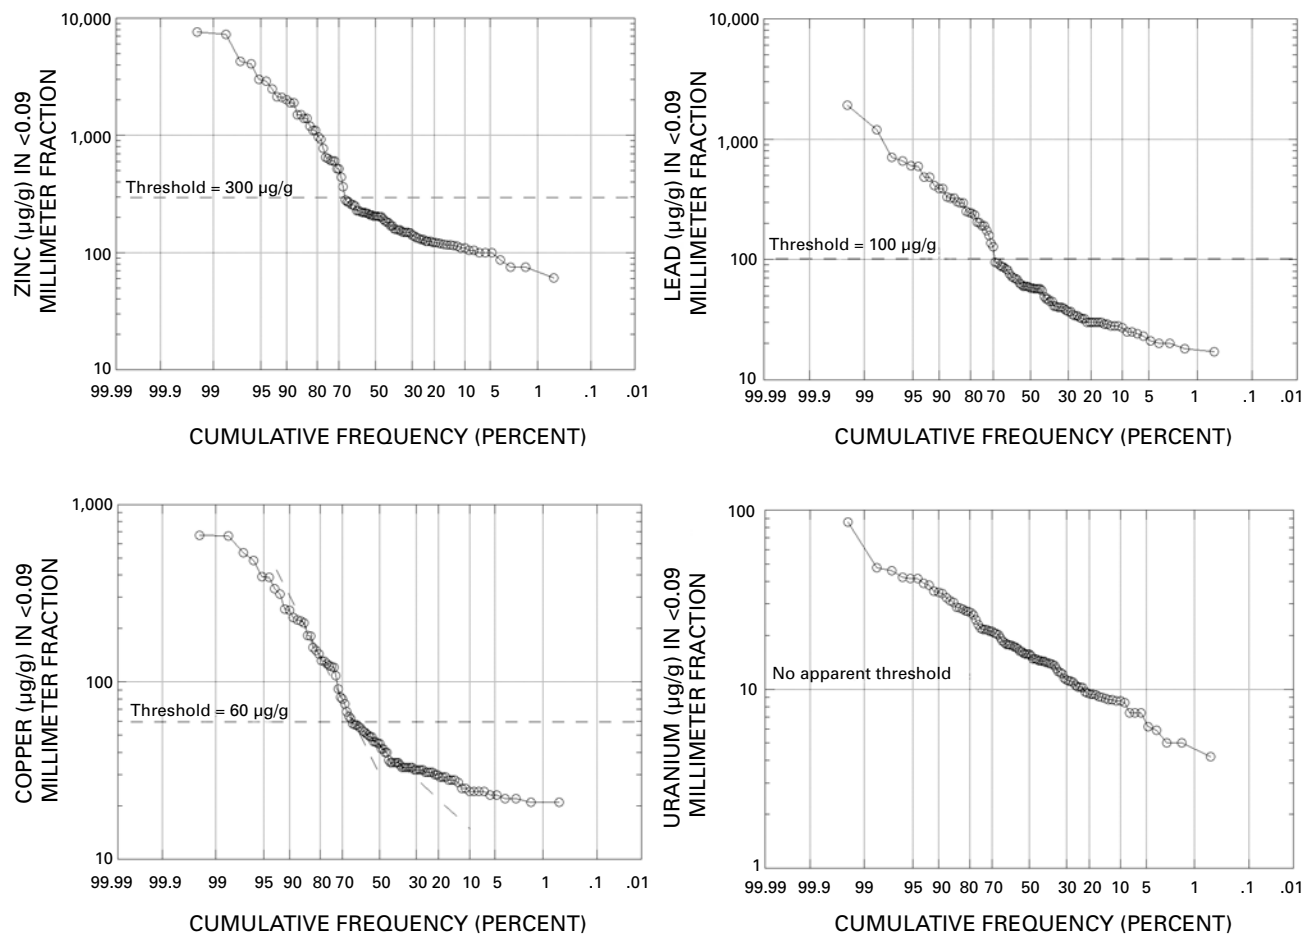 ZINC (µg/g) IN <0.09
MILLIMETER FRACTION
10,000
1,000
100
10
Threshold = 300 µg/g
99.99 99.9 99 95 90 80 70 50 30 20 10 5 1 .1 .01
CUMULATIVE FREQUENCY (PERCENT)
LEAD (µg/g) IN <0.09
MILLIMETER FRACTION
10,000
1,000
100
10
Threshold = 100 µg/g
99.99 99.9 99 95 90 80 70 50 30 20 10 5 1 .1 .01
CUMULATIVE FREQUENCY (PERCENT)
COPPER (µg/g) IN <0.09
MILLIMETER FRACTION
1,000
100
10
Threshold = 60 µg/g
99.99 99.9 99 95 90 80 70 50 30 20 10 5 1 .1 .01
CUMULATIVE FREQUENCY (PERCENT)
URANIUM (µg/g) IN <0.09
MILLIMETER FRACTION
100
10
1
No apparent threshold
99.99 99.9 99 95 90 80 70 50 30 20 10 5 1 .1 .01
CUMULATIVE FREQUENCY (PERCENT)